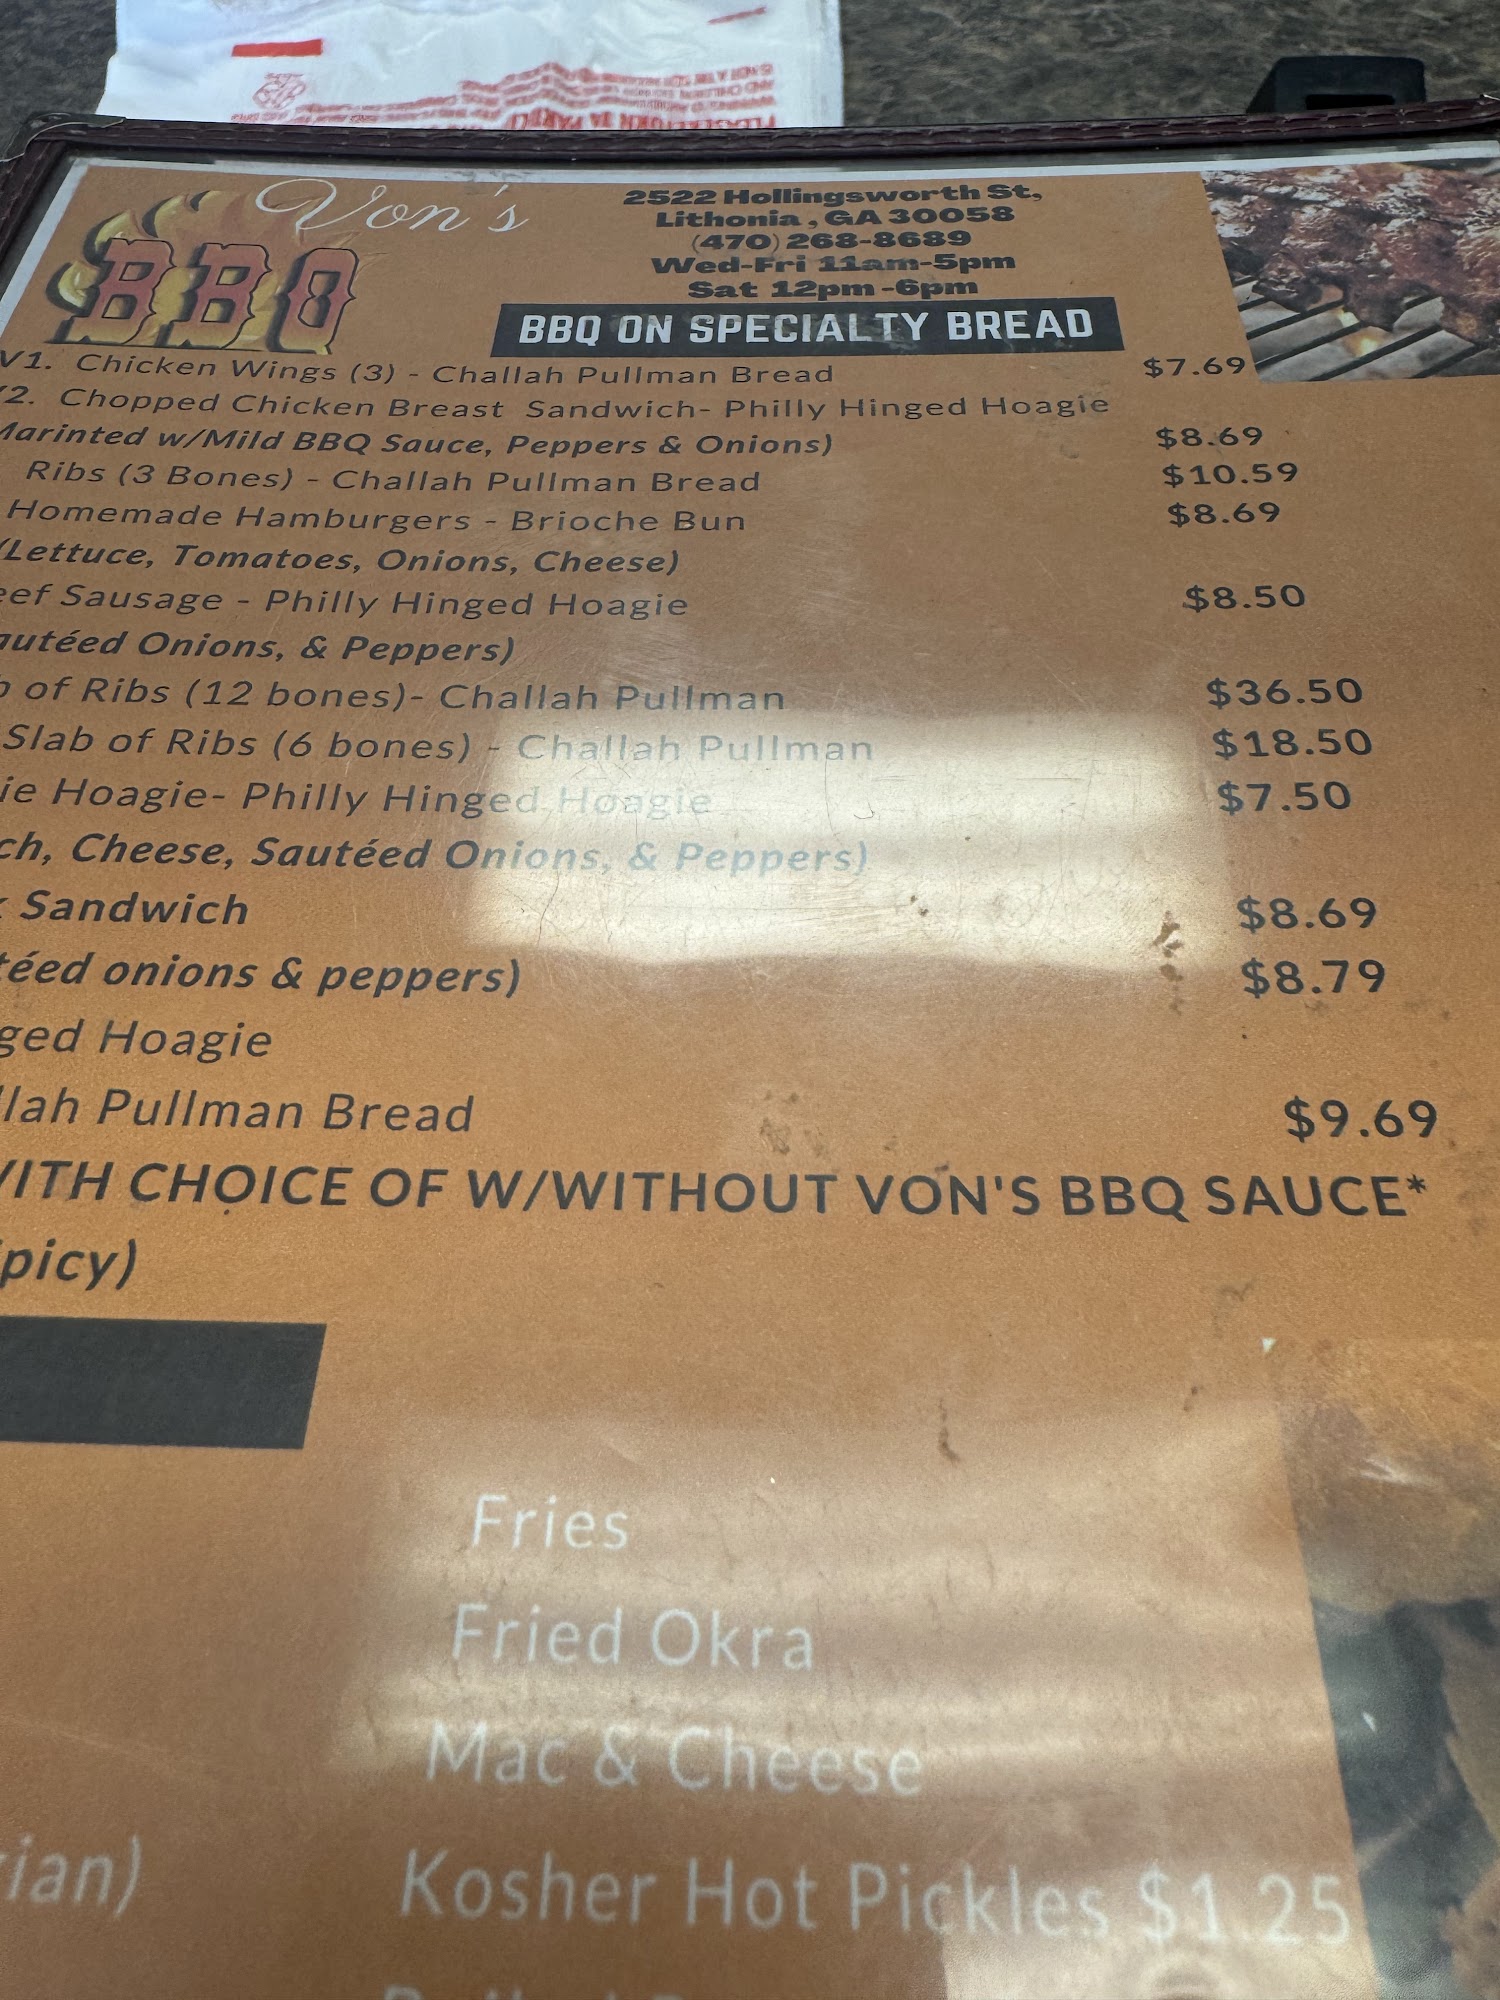 Von's
BBQ
2522 Hollingsworth St,
Lithonia , GA 30058
(470) 268-8689
Wed-Fri 11am-5pm
Sat 12pm -6pm
BBQ ON SPECIALTY BREAD
V1. Chicken Wings (3) - Challah Pullman Bread $7.69
2. Chopped Chicken Breast Sandwich- Philly Hinged Hoagie
Marinted w/Mild BBQ Sauce, Peppers & Onions) $8.69
Ribs (3 Bones) - Challah Pullman Bread $10.59
Homemade Hamburgers - Brioche Bun $8.69
(Lettuce, Tomatoes, Onions, Cheese)
eef Sausage - Philly Hinged Hoagie $8.50
autéed Onions, & Peppers)
b of Ribs (12 bones)- Challah Pullman $36.50
Slab of Ribs (6 bones) - Challah Pullman $18.50
ie Hoagie- Philly Hinged Hoagie $7.50
ch, Cheese, Sautéed Onions, & Peppers)
k Sandwich $8.69
téed onions & peppers) $8.79
ged Hoagie
llah Pullman Bread $9.69
WITH CHOICE OF W/WITHOUT VON'S BBQ SAUCE*
picy)
Fries
Fried Okra
Mac & Cheese
ian)
Kosher Hot Pickles $1.25